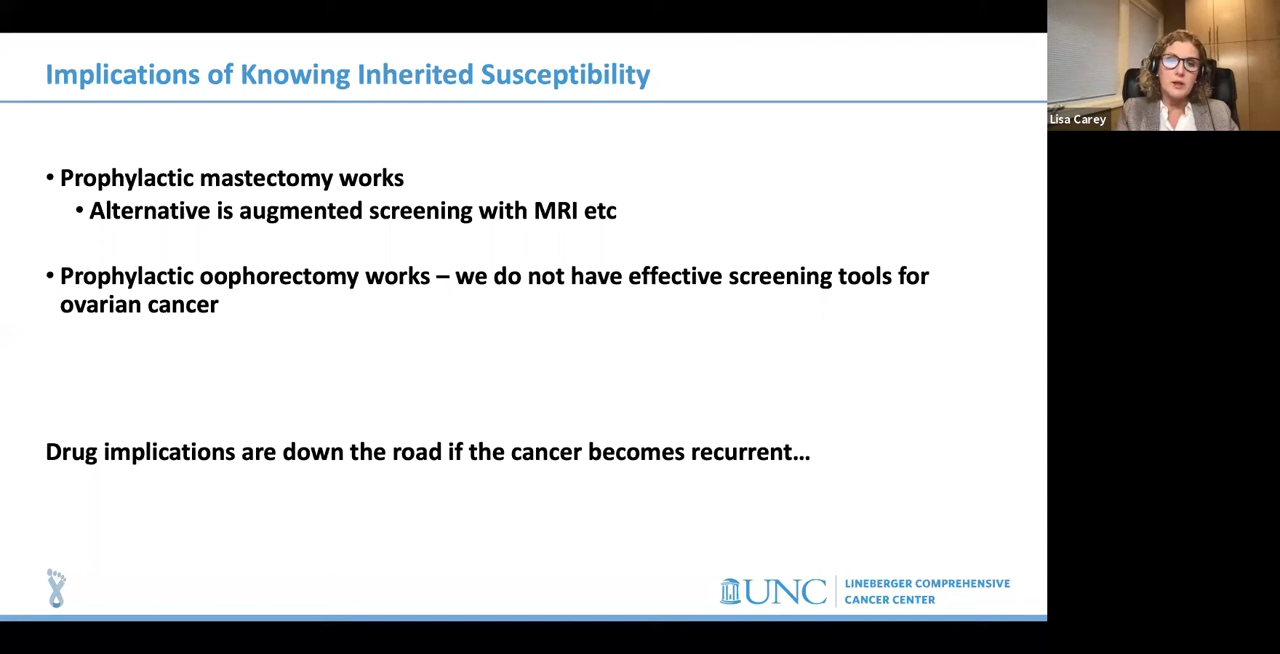 Implications of Knowing Inherited Susceptibility
Lisa Carey
• Prophylactic mastectomy works
• Alternative is augmented screening with MRI etc
• Prophylactic oophorectomy works – we do not have effective screening tools for
ovarian cancer
Drug implications are down the road if the cancer becomes recurrent...
UNC
LINEBERGER COMPREHENSIVE
CANCER CENTER